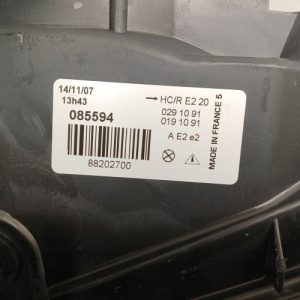 14/11/07
13h43
085594
88202700
→ HC/R E2 20
029 10 91
019 10 91
A E2 e2
MADE IN FRANCE 5